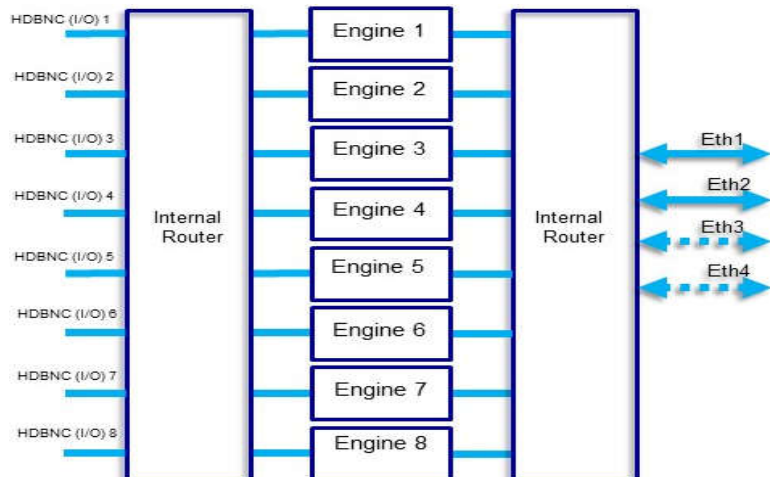 HDBNC (I/O) 1
HDBNC (I/O) 2
HDBNC (I/O) 3
HDBNC (I/O) 4
HDBNC (I/O) 5
HDBNC (I/O) 6
HDBNC (I/O) 7
HDBNC (I/O) 8
Internal
Router
Engine 1
Engine 2
Engine 3
Engine 4
Engine 5
Engine 6
Engine 7
Engine 8
Internal
Router
Eth1
Eth2
Eth3
Eth4